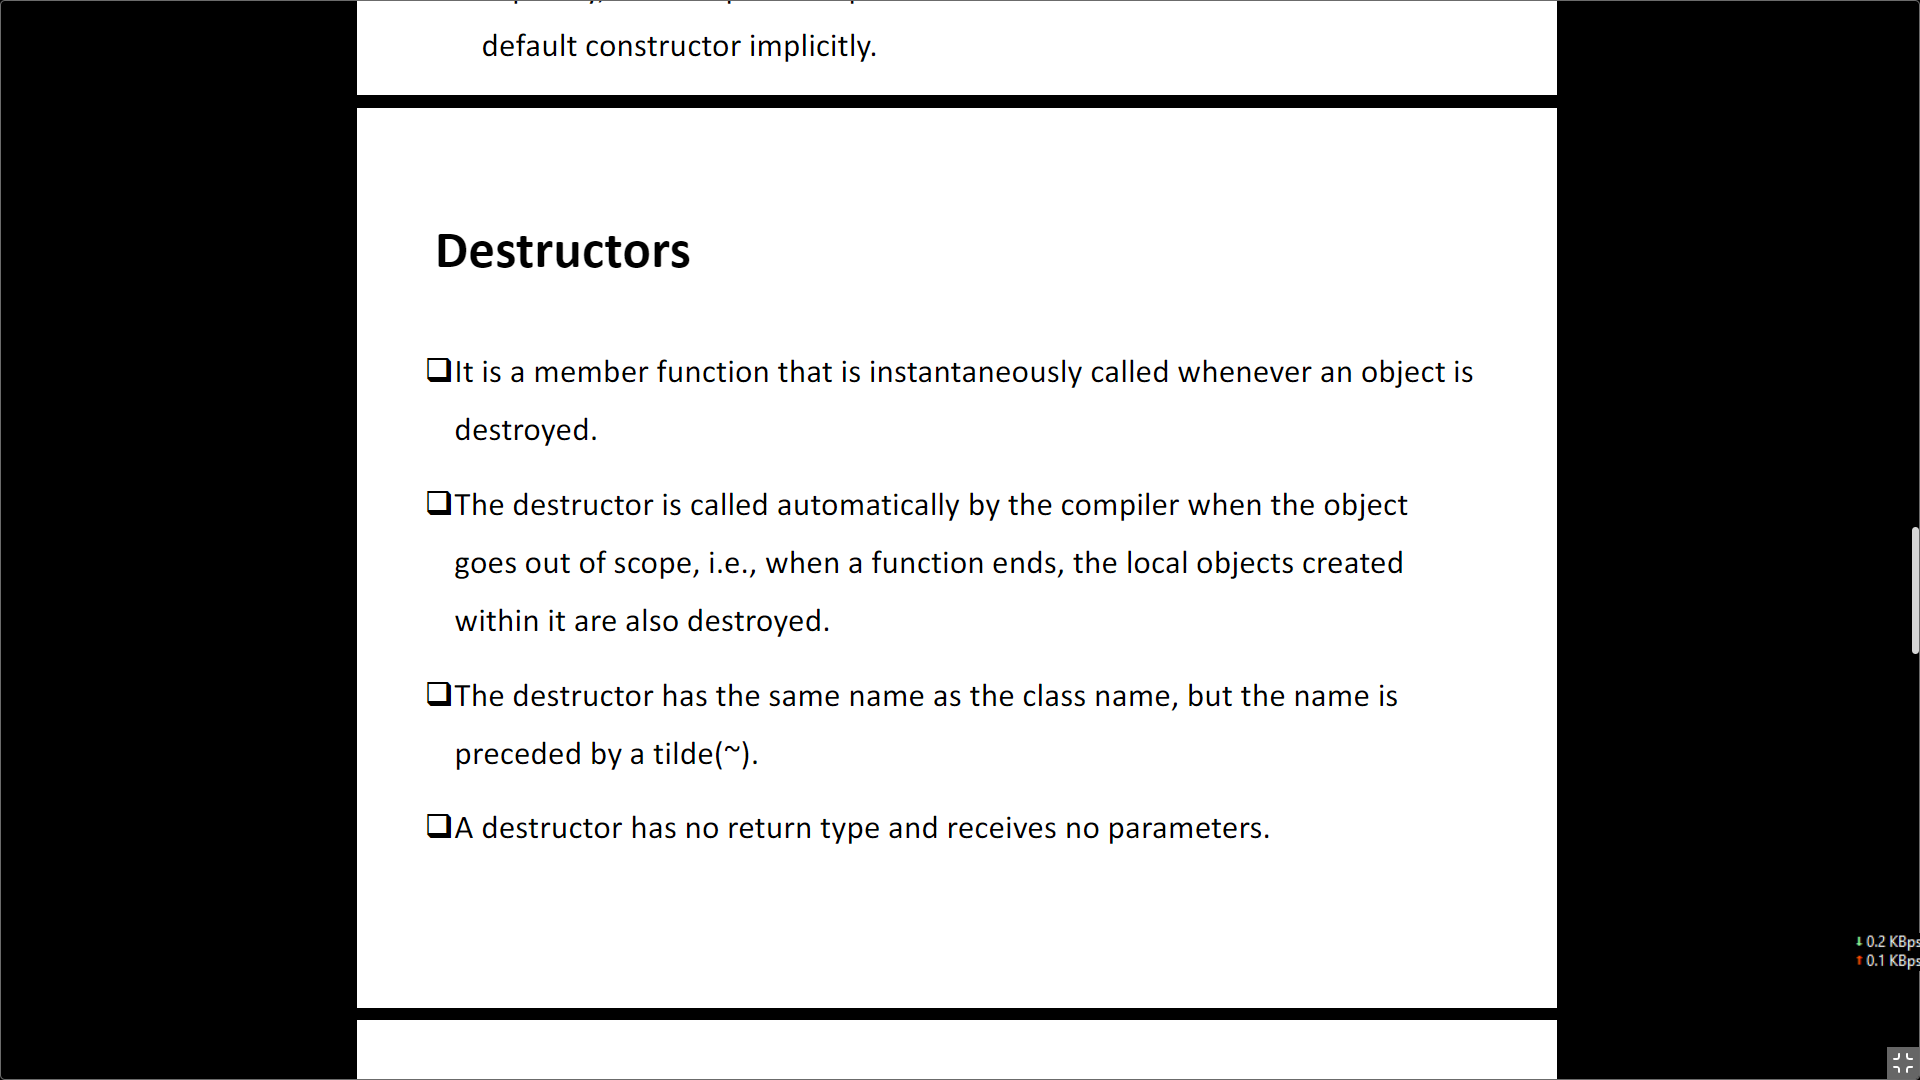 default constructor implicitly.
Destructors
❑It is a member function that is instantaneously called whenever an object is
destroyed.
❑The destructor is called automatically by the compiler when the object
goes out of scope, i.e., when a function ends, the local objects created
within it are also destroyed.
❑The destructor has the same name as the class name, but the name is
preceded by a tilde(~).
❑A destructor has no return type and receives no parameters.
↓ 0.2 KBps
↑ 0.1 KBps